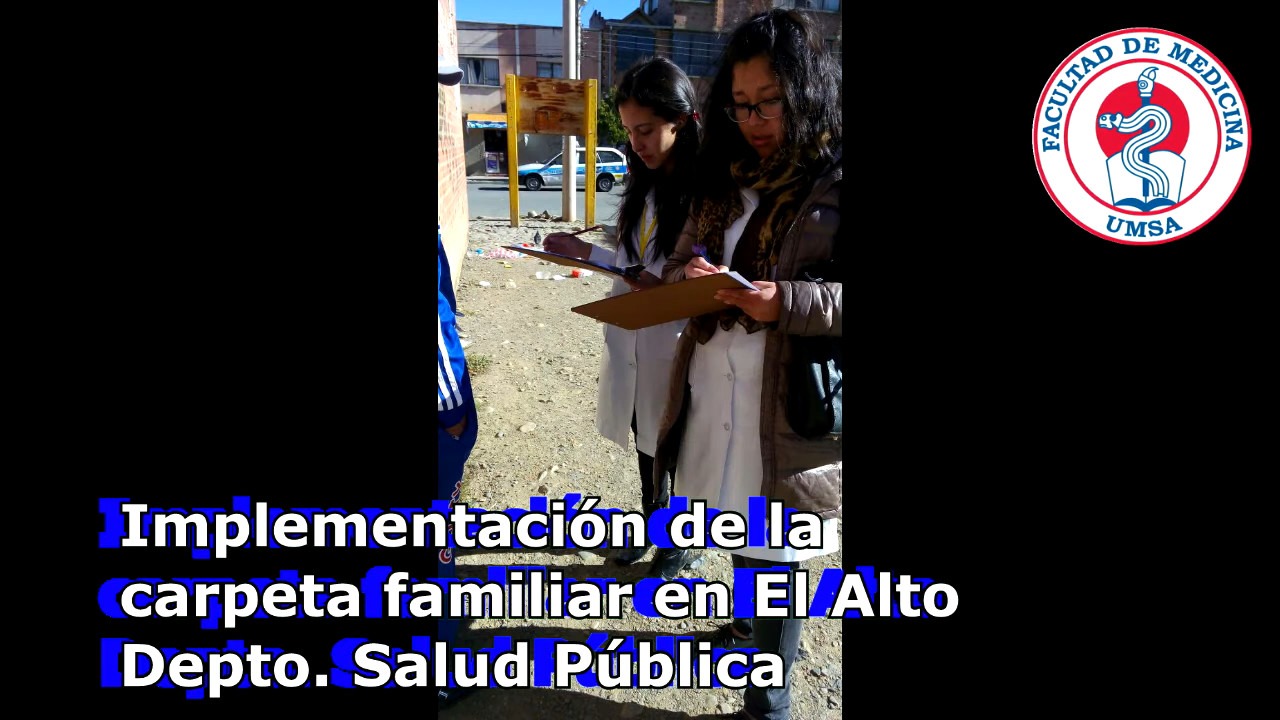 FACULTAD DE MEDICINA
UMSA
Implementación de la
carpeta familiar en El Alto
Depto. Salud Pública